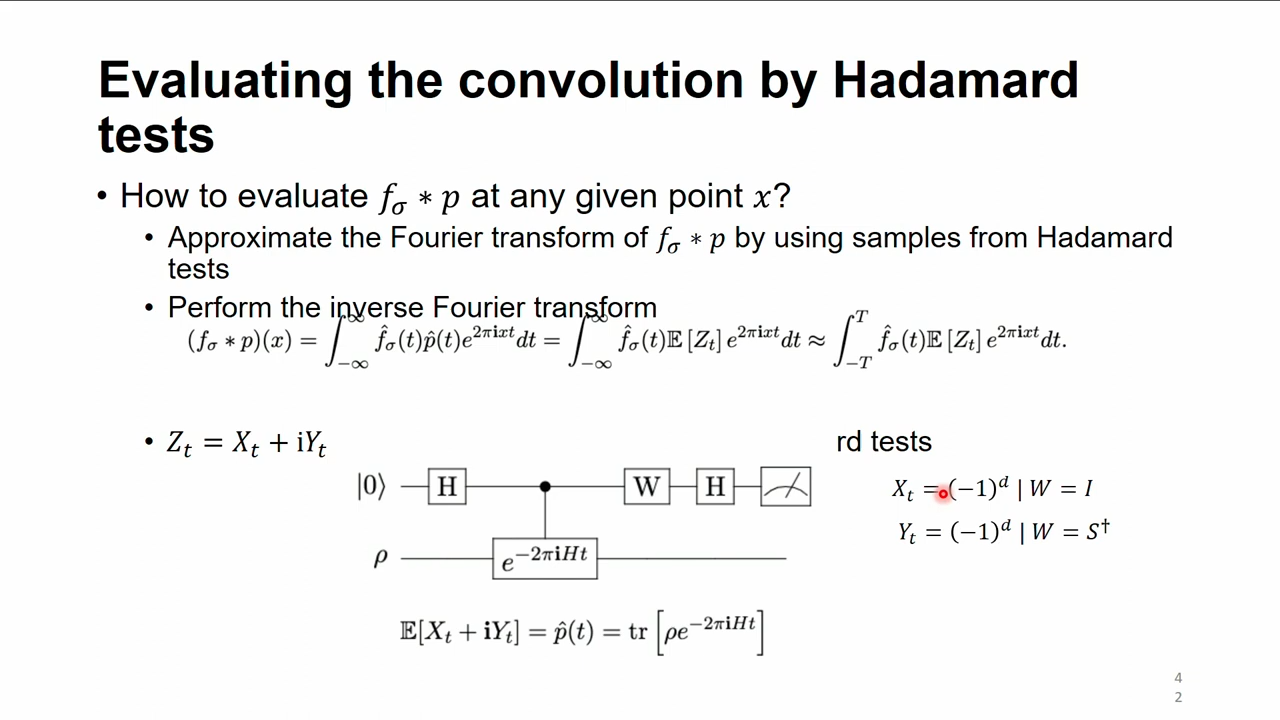 Evaluating the convolution by Hadamard
tests
• How to evaluate 𝑓_σ ∗ 𝑝 at any given point 𝑥?
• Approximate the Fourier transform of 𝑓_σ ∗ 𝑝 by using samples from Hadamard
tests
• Perform the inverse Fourier transform
(f_σ ∗ p)(x) = ∫_{−∞}^{∞} f̂_σ(t)p̂(t)e^{2πixt}dt = ∫_{−∞}^{∞} f̂_σ(t)𝔼[Z_t] e^{2πixt}dt ≈ ∫_{−T}^{T} f̂_σ(t)𝔼[Z_t] e^{2πixt}dt.
• Z_t = X_t + iY_t rd tests
|0⟩ H W H
X_t = (−1)^d | W = I
Y_t = (−1)^d | W = S^†
ρ e^{−2πiHt}
𝔼[X_t + iY_t] = p̂(t) = tr[ρe^{−2πiHt}]
4
2